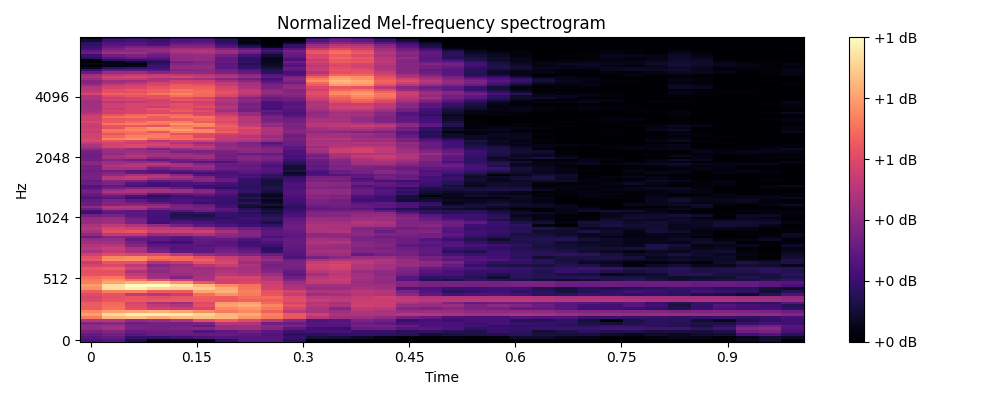 Normalized Mel-frequency spectrogram
+1 dB
4096
+1 dB
2048
+1 dB
Hz
1024
+0 dB
512
+0 dB
0
+0 dB
0 0.15 0.3 0.45 0.6 0.75 0.9
Time